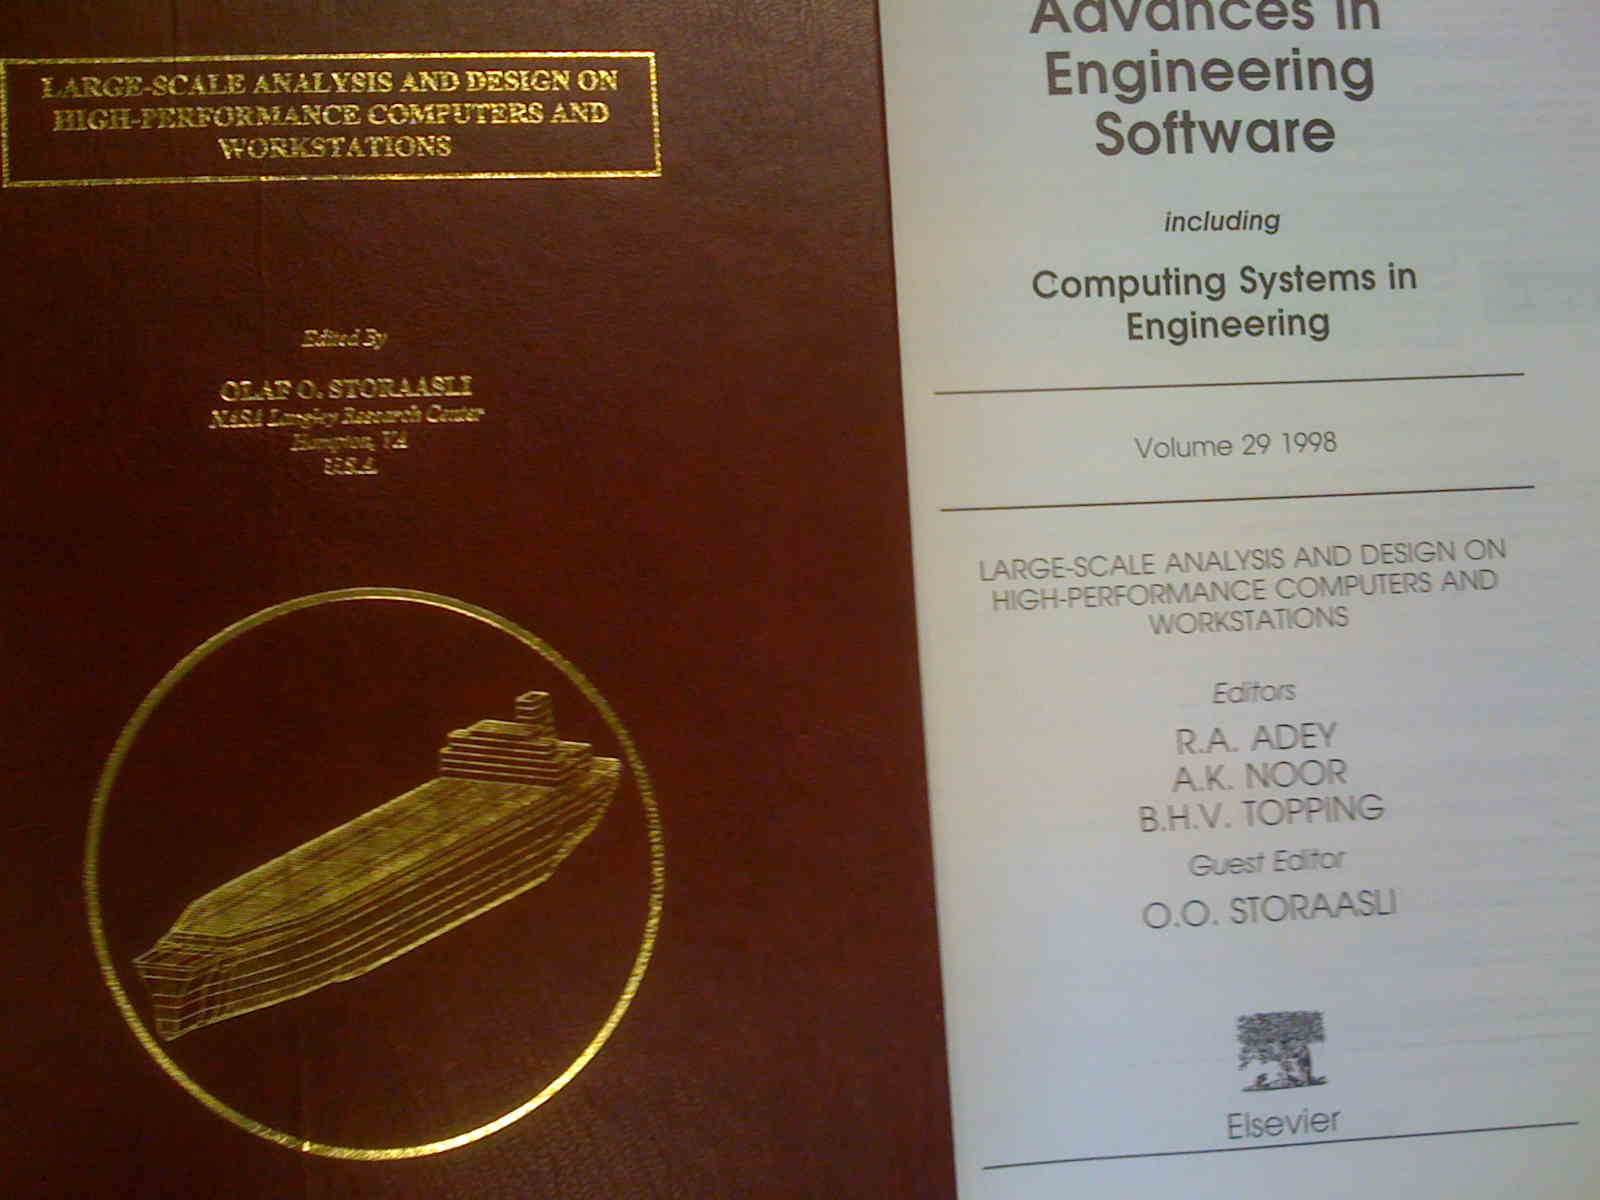 LARGE-SCALE ANALYSIS AND DESIGN ON
HIGH-PERFORMANCE COMPUTERS AND
WORKSTATIONS
Edited By
OLAF O. STORAASLI
NASA Langley Research Center
Hampton, VA
U.S.A.
Advances in
Engineering
Software
including
Computing Systems in
Engineering
Volume 29 1998
LARGE-SCALE ANALYSIS AND DESIGN ON
HIGH-PERFORMANCE COMPUTERS AND
WORKSTATIONS
Editors
R.A. ADEY
A.K. NOOR
B.H.V. TOPPING
Guest Editor
O.O. STORAASLI
Elsevier